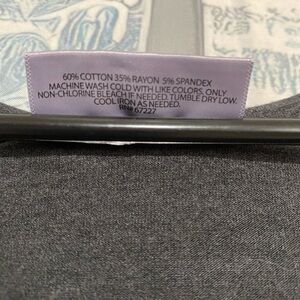 60% COTTON 35% RAYON 5% SPANDEX
MACHINE WASH COLD WITH LIKE COLORS. ONLY
NON-CHLORINE BLEACH IF NEEDED. TUMBLE DRY LOW.
COOL IRON AS NEEDED.
RN# 67227